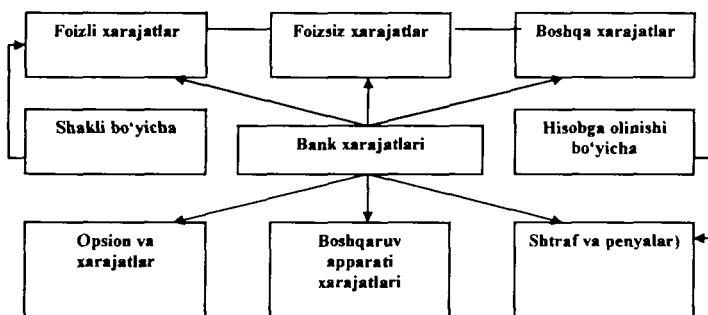 Foizli xarajatlar
Foizsiz xarajatlar
Boshqa xarajatlar
Shakli bo‘yicha
Bank xarajatlari
Hisobga olinishi
bo‘yicha
Opsion va
xarajatlar
Boshqaruv
apparati
xarajatlari
Shtraf va penyalar)